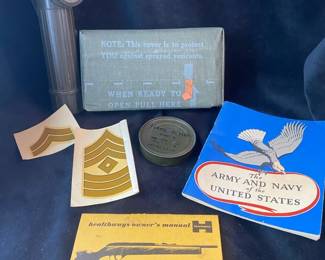 NOTE: This cover is to protect
YOU against sprayed vesicants.
WHEN READY TO
OPEN PULL HERE
The
ARMY AND NAVY
of the
UNITED STATES
healthways owner's manual
H